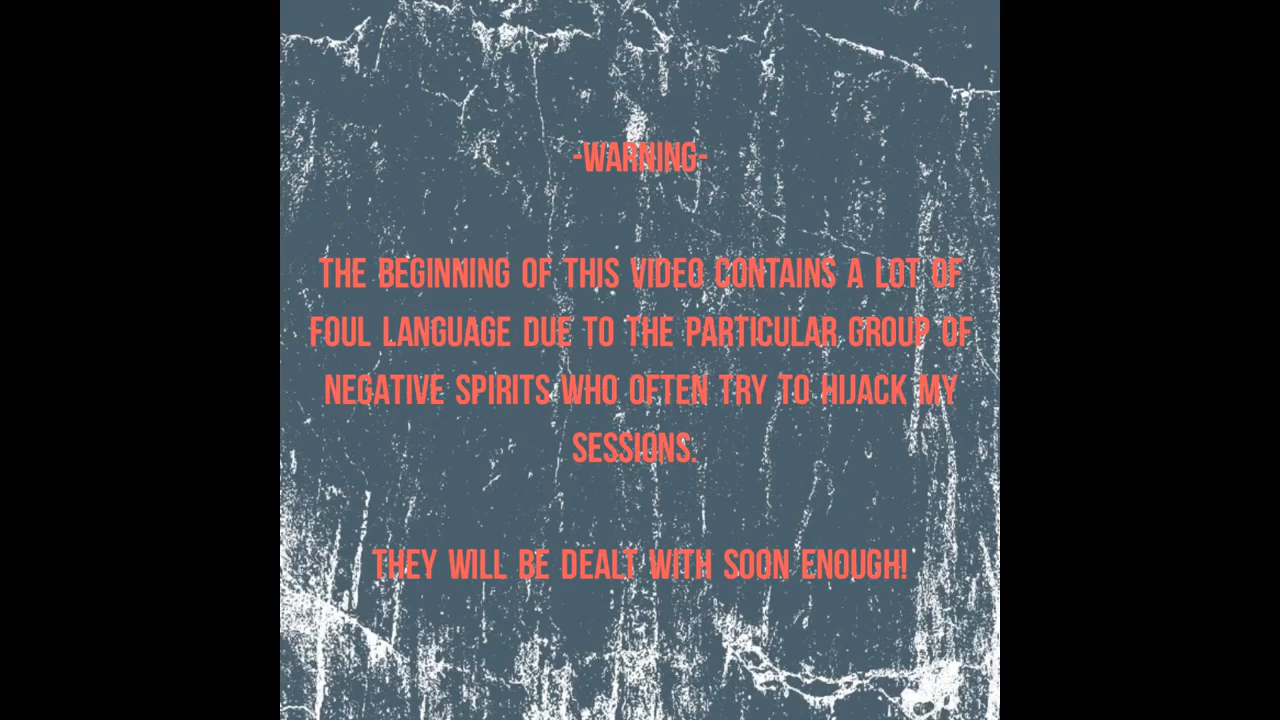 -WARNING-
THE BEGINNING OF THIS VIDEO CONTAINS A LOT OF
FOUL LANGUAGE DUE TO THE PARTICULAR GROUP OF
NEGATIVE SPIRITS WHO OFTEN TRY TO HIJACK MY
SESSIONS.
THEY WILL BE DEALT WITH SOON ENOUGH!